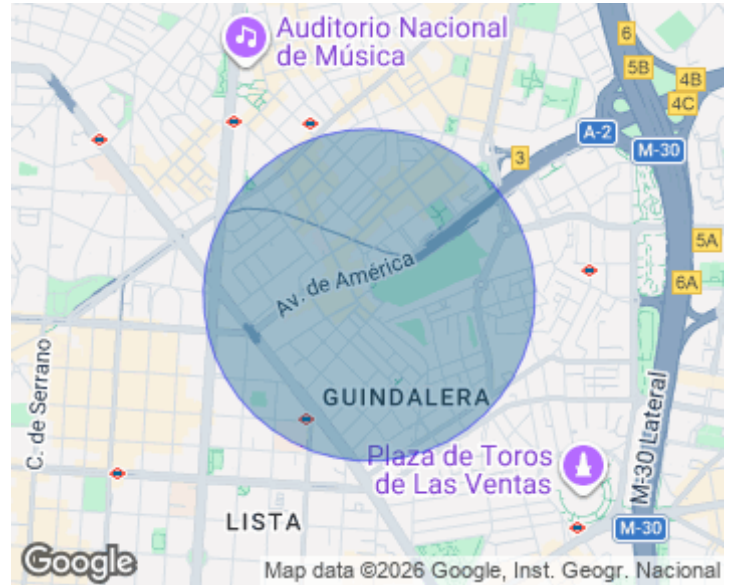 Auditorio Nacional
de Música
6
5B
4B
4C
A-2
M-30
3
5A
6A
Av. de América
C. de Serrano
GUINDALERA
M-30 Lateral
Plaza de Toros
de Las Ventas
LISTA
M-30
Google
Map data ©2026 Google, Inst. Geogr. Nacional